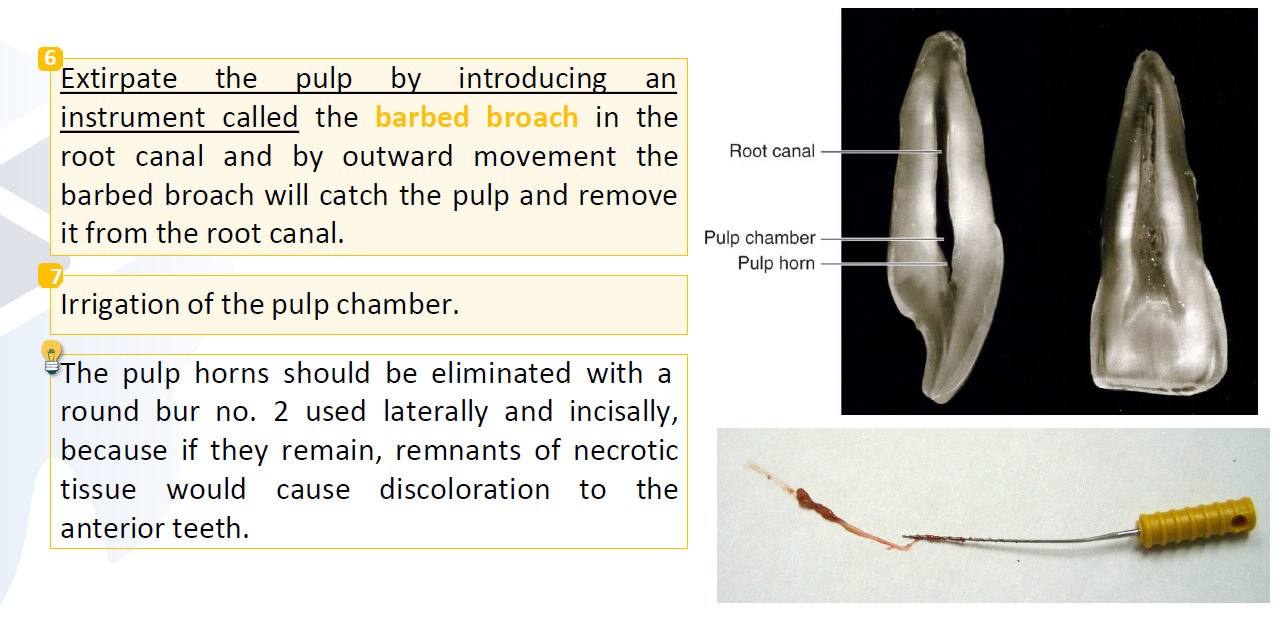 6
Extirpate the pulp by introducing an
instrument called the barbed broach in the
root canal and by outward movement the
barbed broach will catch the pulp and remove
it from the root canal.
7
Irrigation of the pulp chamber.
The pulp horns should be eliminated with a
round bur no. 2 used laterally and incisally,
because if they remain, remnants of necrotic
tissue would cause discoloration to the
anterior teeth.
Root canal
Pulp chamber
Pulp horn